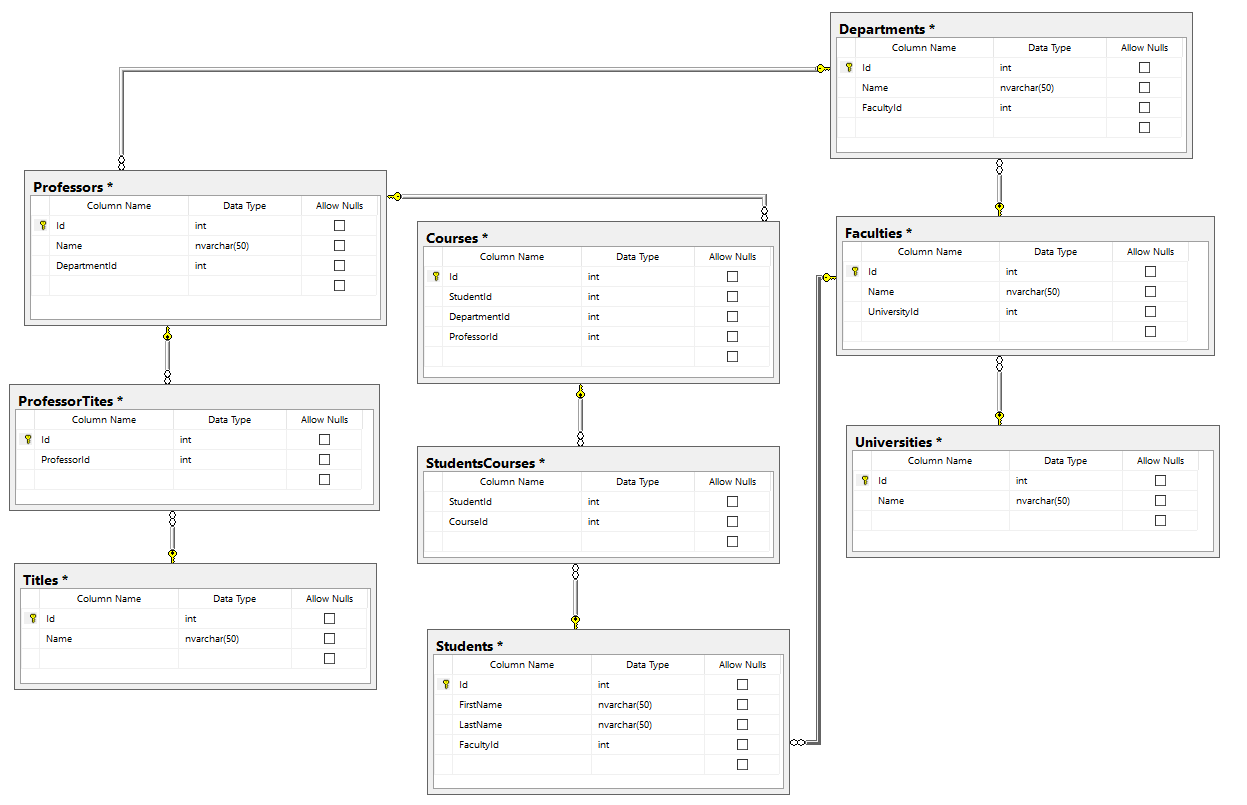 Departments *
Column Name Data Type Allow Nulls
Id int
Name nvarchar(50)
FacultyId int
Professors *
Column Name Data Type Allow Nulls
Id int
Name nvarchar(50)
DepartmentId int
Courses *
Column Name Data Type Allow Nulls
Id int
StudentId int
DepartmentId int
ProfessorId int
Faculties *
Column Name Data Type Allow Nulls
Id int
Name nvarchar(50)
UniversityId int
ProfessorTites *
Column Name Data Type Allow Nulls
Id int
ProfessorId int
StudentsCourses *
Column Name Data Type Allow Nulls
StudentId int
CourseId int
Universities *
Column Name Data Type Allow Nulls
Id int
Name nvarchar(50)
Titles *
Column Name Data Type Allow Nulls
Id int
Name nvarchar(50)
Students *
Column Name Data Type Allow Nulls
Id int
FirstName nvarchar(50)
LastName nvarchar(50)
FacultyId int